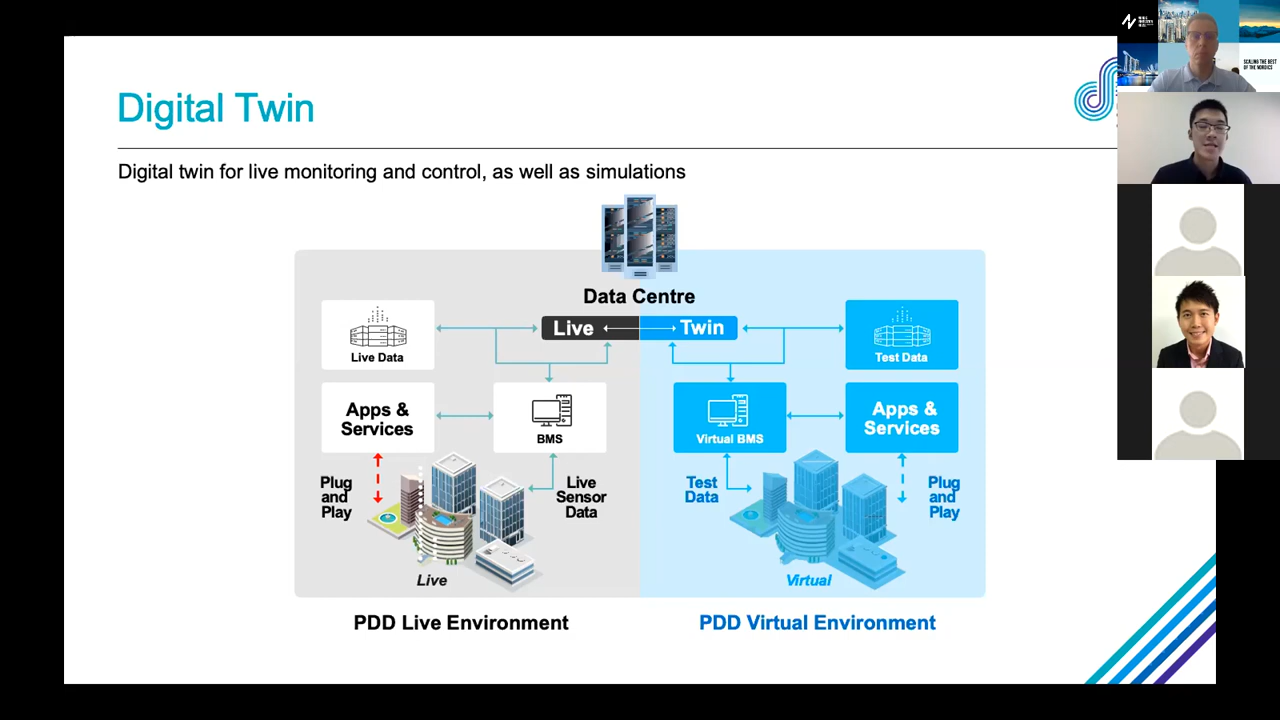 Digital Twin
Digital twin for live monitoring and control, as well as simulations
Data Centre
Live
Twin
Live Data
Test Data
Apps &
Services
BMS
Virtual BMS
Apps &
Services
Plug
and
Play
Live
Sensor
Data
Test
Data
Plug
and
Play
Live
Virtual
PDD Live Environment
PDD Virtual Environment
SCALING THE BEST
OF THE NORDICS